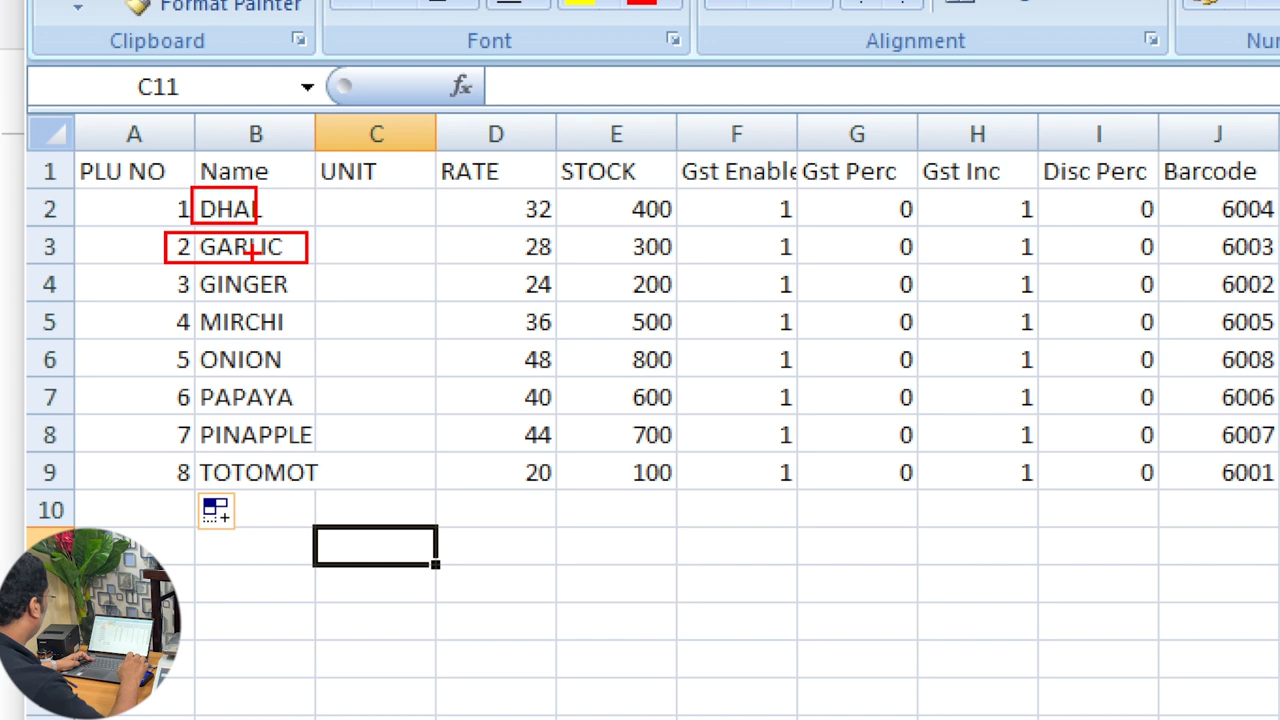 Format Painter
Clipboard Font Alignment
C11 fx
A B C D E F G H I J
1 PLU NO Name UNIT RATE STOCK Gst Enable Gst Perc Gst Inc Disc Perc Barcode
2 1 DHAL 32 400 1 0 1 0 6004
3 2 GARLIC 28 300 1 0 1 0 6003
4 3 GINGER 24 200 1 0 1 0 6002
5 4 MIRCHI 36 500 1 0 1 0 6005
6 5 ONION 48 800 1 0 1 0 6008
7 6 PAPAYA 40 600 1 0 1 0 6006
8 7 PINAPPLE 44 700 1 0 1 0 6007
9 8 TOTOMOT 20 100 1 0 1 0 6001
10